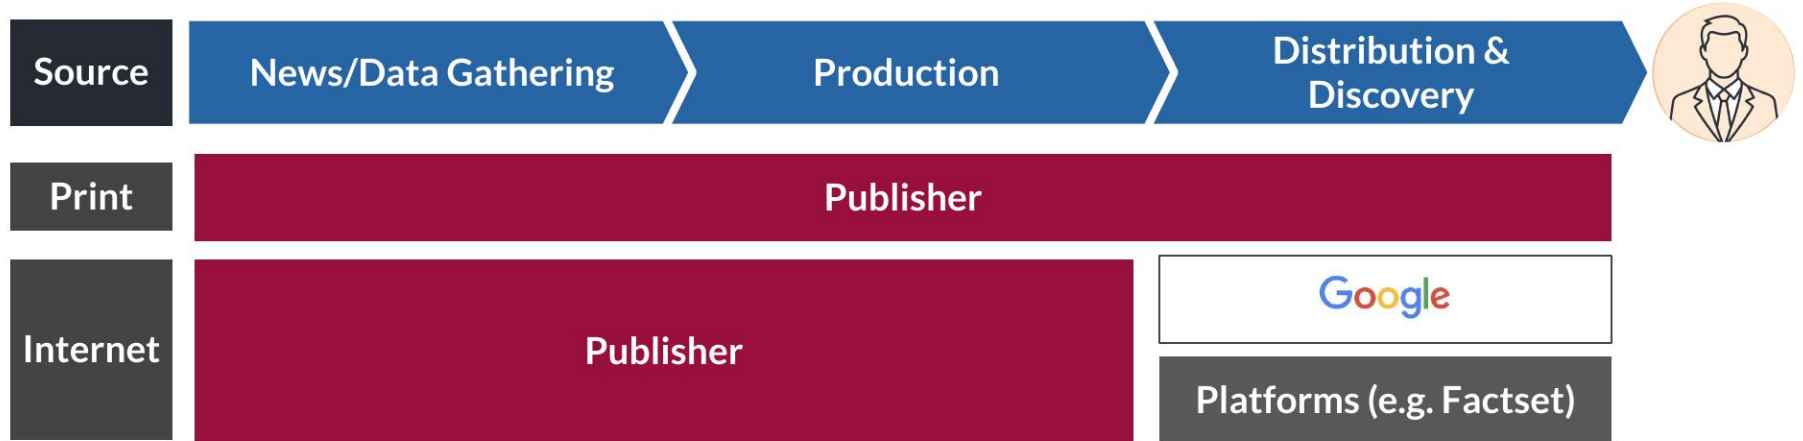 Source
News/Data Gathering
Production
Distribution &
Discovery
Print
Publisher
Internet
Publisher
Google
Platforms (e.g. Factset)